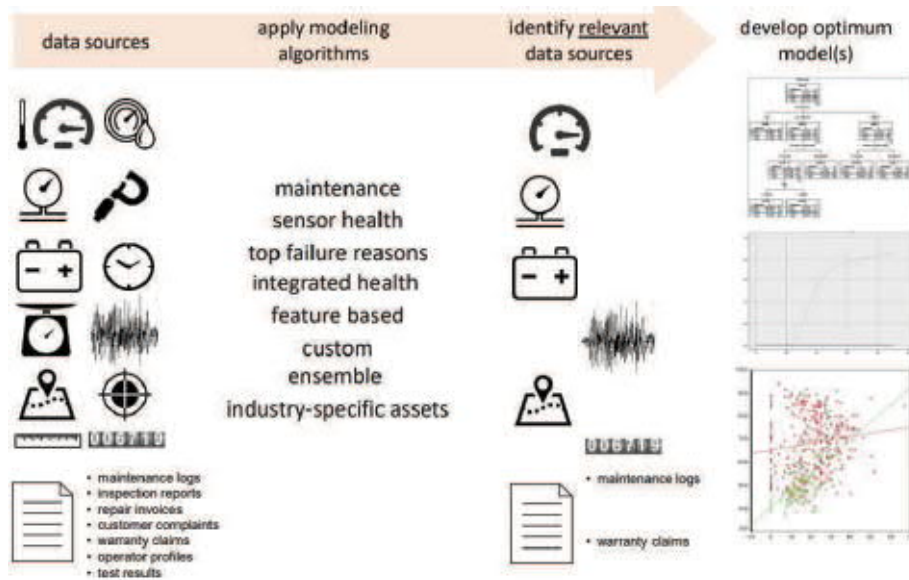 data sources
apply modeling
algorithms
identify relevant
data sources
develop optimum
model(s)
maintenance
sensor health
top failure reasons
integrated health
feature based
custom
ensemble
industry-specific assets
006719
• maintenance logs
• inspection reports
• repair invoices
• customer complaints
• warranty claims
• operator profiles
• test results
006719
• maintenance logs
• warranty claims